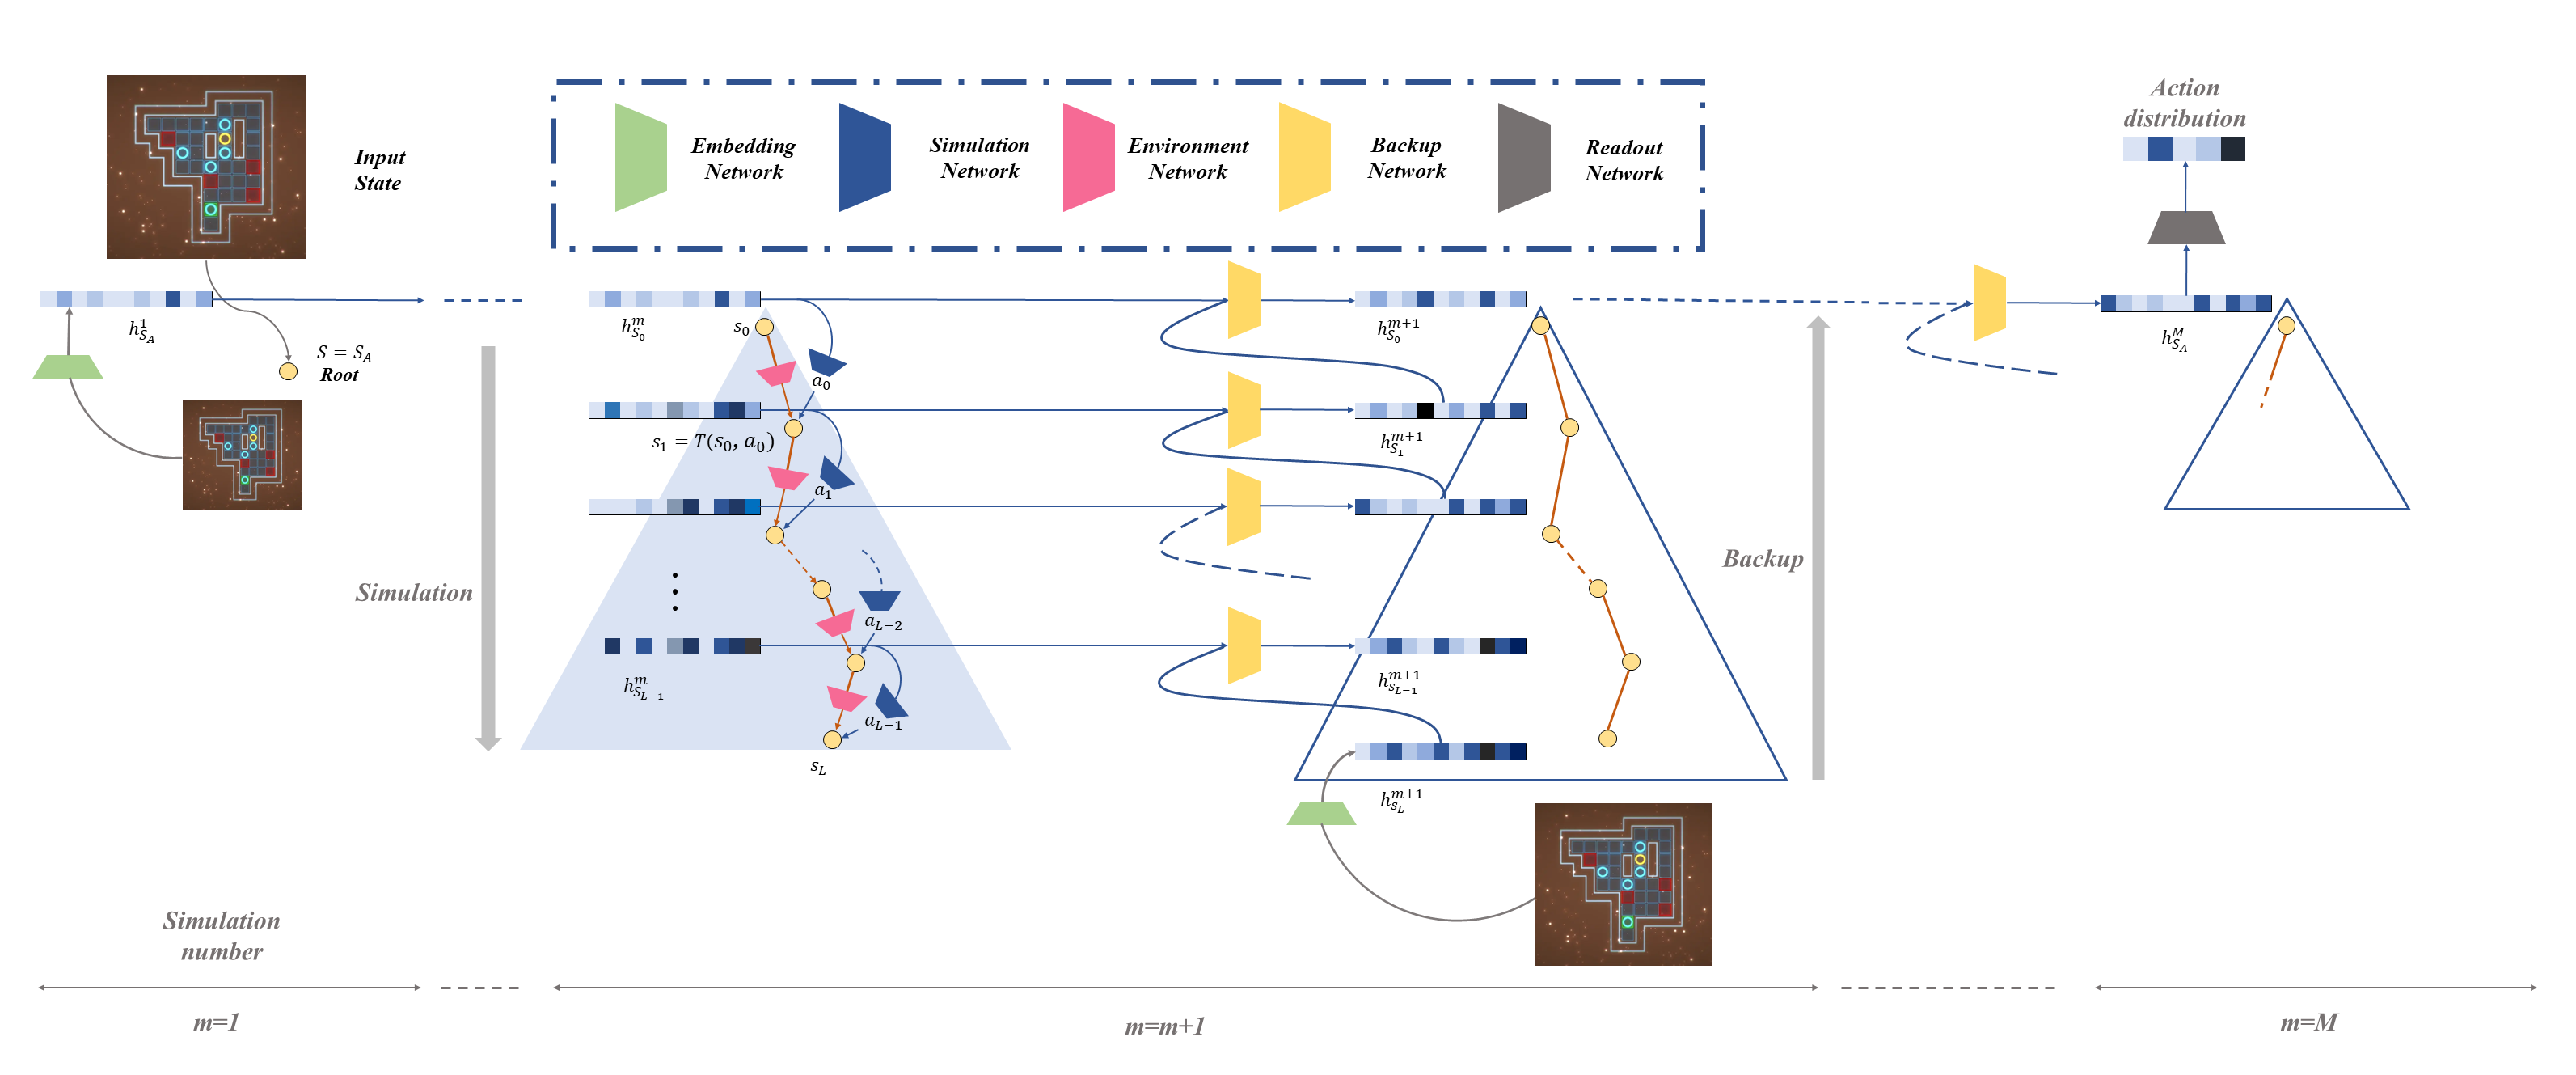 Input
State
Embedding
Network
Simulation
Network
Environment
Network
Backup
Network
Readout
Network
Action
distribution
h^1_{S_A}
S = S_A
Root
h^m_{S_0}
s_0
a_0
s_1 = T(s_0, a_0)
a_1
a_{L-2}
h^m_{S_{L-1}}
a_{L-1}
s_L
Simulation
h^{m+1}_{S_0}
h^{m+1}_{S_1}
h^{m+1}_{S_{L-1}}
h^{m+1}_{S_L}
Backup
h^M_{S_A}
Simulation
number
m=1
m=m+1
m=M